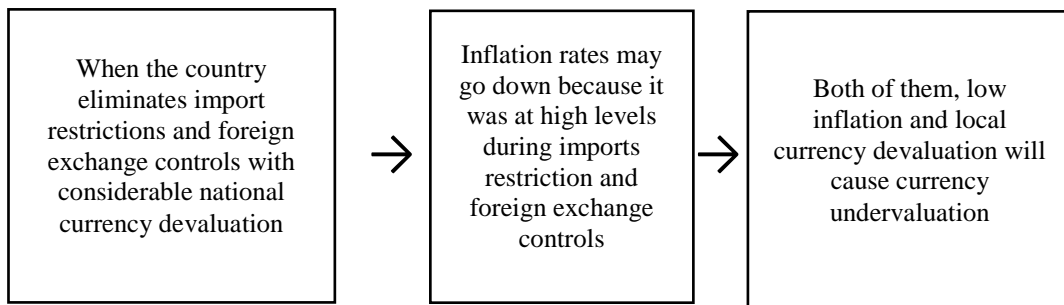 When the country
eliminates import
restrictions and foreign
exchange controls with
considerable national
currency devaluation
Inflation rates may
go down because it
was at high levels
during imports
restriction and
foreign exchange
controls
Both of them, low
inflation and local
currency devaluation will
cause currency
undervaluation